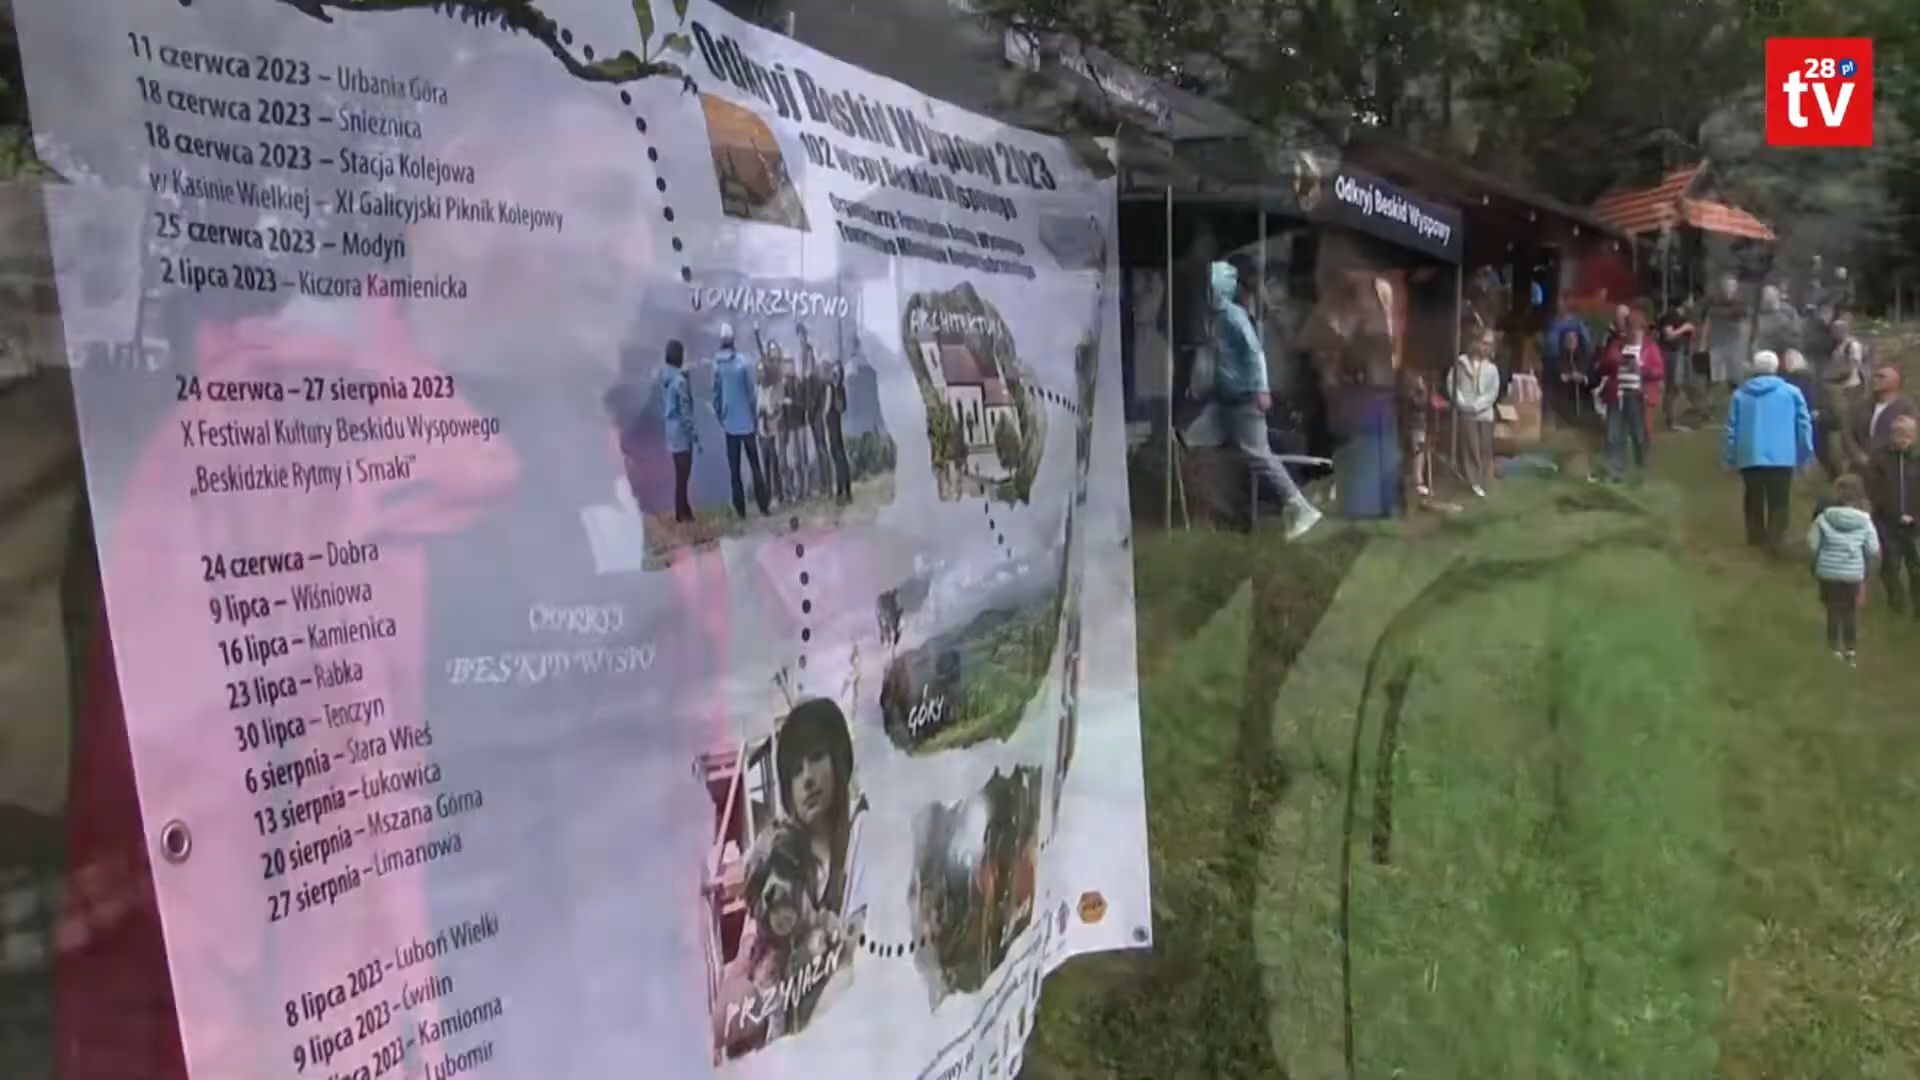 11 czerwca 2023 – Urbania Góra
18 czerwca 2023 – Śnieżnica
18 czerwca 2023 – Stacja Kolejowa
w Kasinie Wielkiej – XI Galicyjski Piknik Kolejowy
25 czerwca 2023 – Modyń
2 lipca 2023 – Kiczora Kamienicka
24 czerwca – 27 sierpnia 2023
X Festiwal Kultury Beskidu Wyspowego
„Beskidzkie Rytmy i Smaki"
24 czerwca – Dobra
9 lipca – Wiśniowa
16 lipca – Kamienica
23 lipca – Rabka
30 lipca – Tenczyn
6 sierpnia – Stara Wieś
13 sierpnia – Łukowica
20 sierpnia – Mszana Górna
27 sierpnia – Limanowa
8 lipca 2023 – Luboń Wielki
9 lipca 2023 – Ćwilin
2023 – Kamionna
Lubomir
Odkryj Beskid Wyspowy 2023
102 wyspy Beskidu Wyspowego
TOWARZYSTWO
ARCHITEKTURA
GÓRY
PRZYJAŹŃ
ODKRYJ
BESKID WYSPO
Odkryj Beskid Wyspowy
28 pl
tv